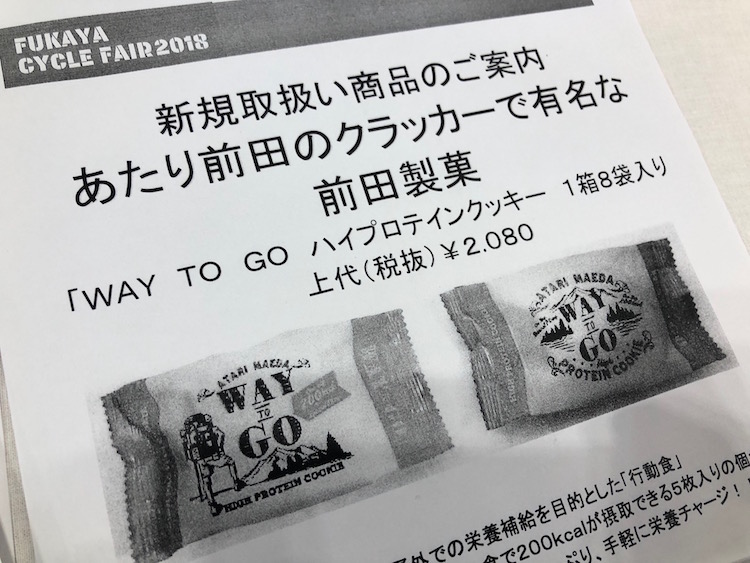 FUKAYA
CYCLE FAIR 2018
新規取扱い商品のご案内
あたり前田のクラッカーで有名な
前田製菓
「WAY TO GO ハイプロテインクッキー 1箱8袋入り
上代(税抜)¥2.080
ATARI MAEDA
WAY
TO
GO
HIGH PROTEIN COOKIE
ATARI MAEDA
WAY
TO
GO
High
PROTEIN COOKIE
外での栄養補給を目的とした「行動食」
食で200kcalが摂取できる5枚入りの個
ぷり、手軽に栄養チャージ!